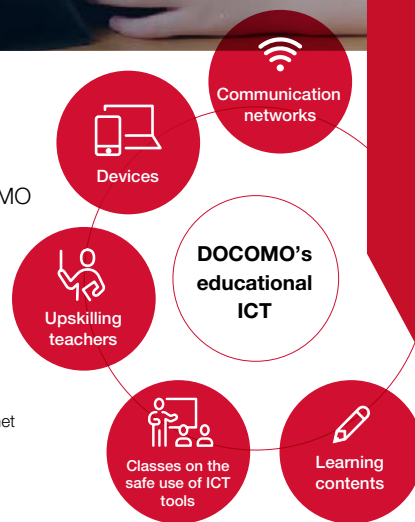 Communication
networks
Devices
MO
DOCOMO's
educational
ICT
Upskilling
teachers
et
Classes on the
safe use of ICT
tools
Learning
contents